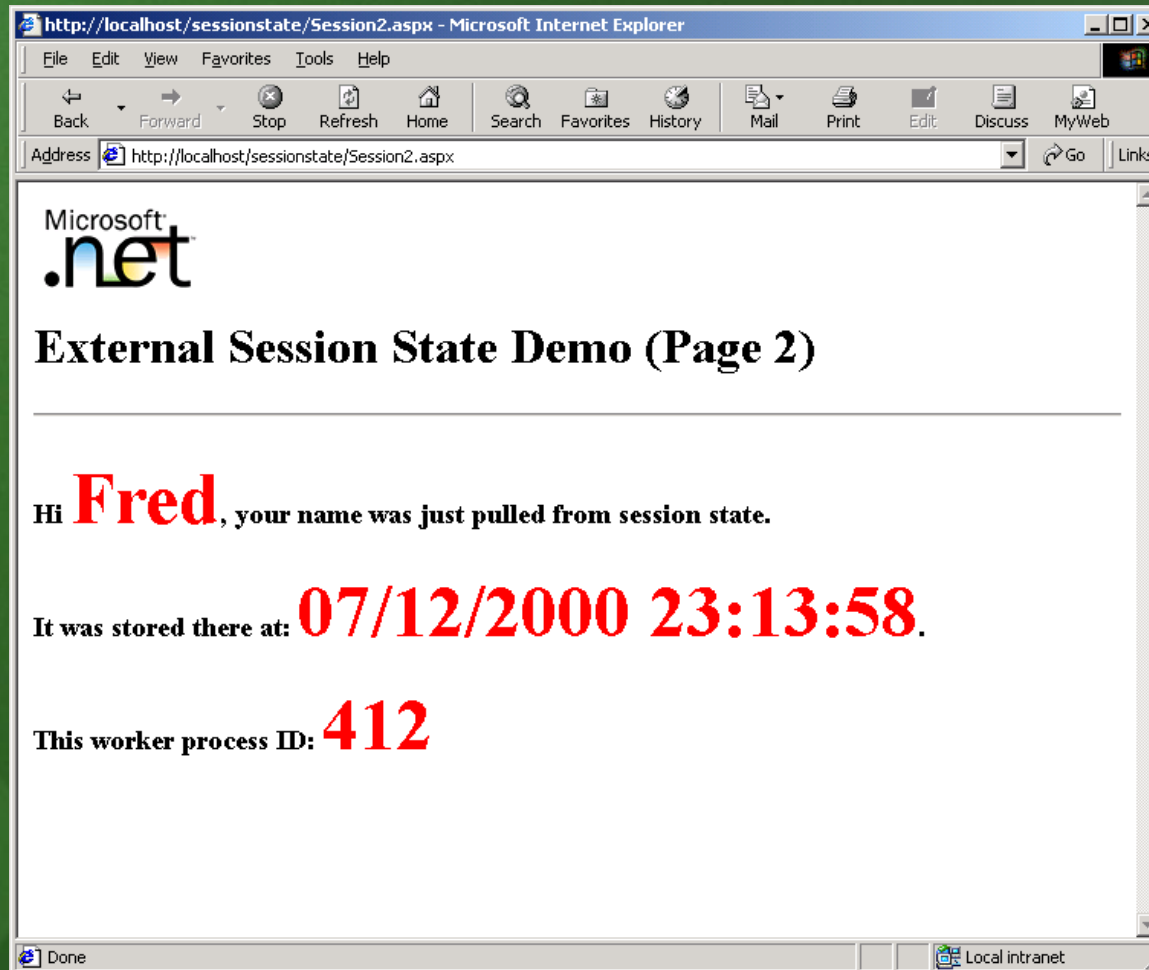 http://localhost/sessionstate/Session2.aspx - Microsoft Internet Explorer
File Edit View Favorites Tools Help
Back Forward Stop Refresh Home Search Favorites History Mail Print Edit Discuss MyWeb
Address http://localhost/sessionstate/Session2.aspx Go Links
Microsoft
.net
External Session State Demo (Page 2)
Hi Fred, your name was just pulled from session state.
It was stored there at: 07/12/2000 23:13:58.
This worker process ID: 412
Done Local intranet